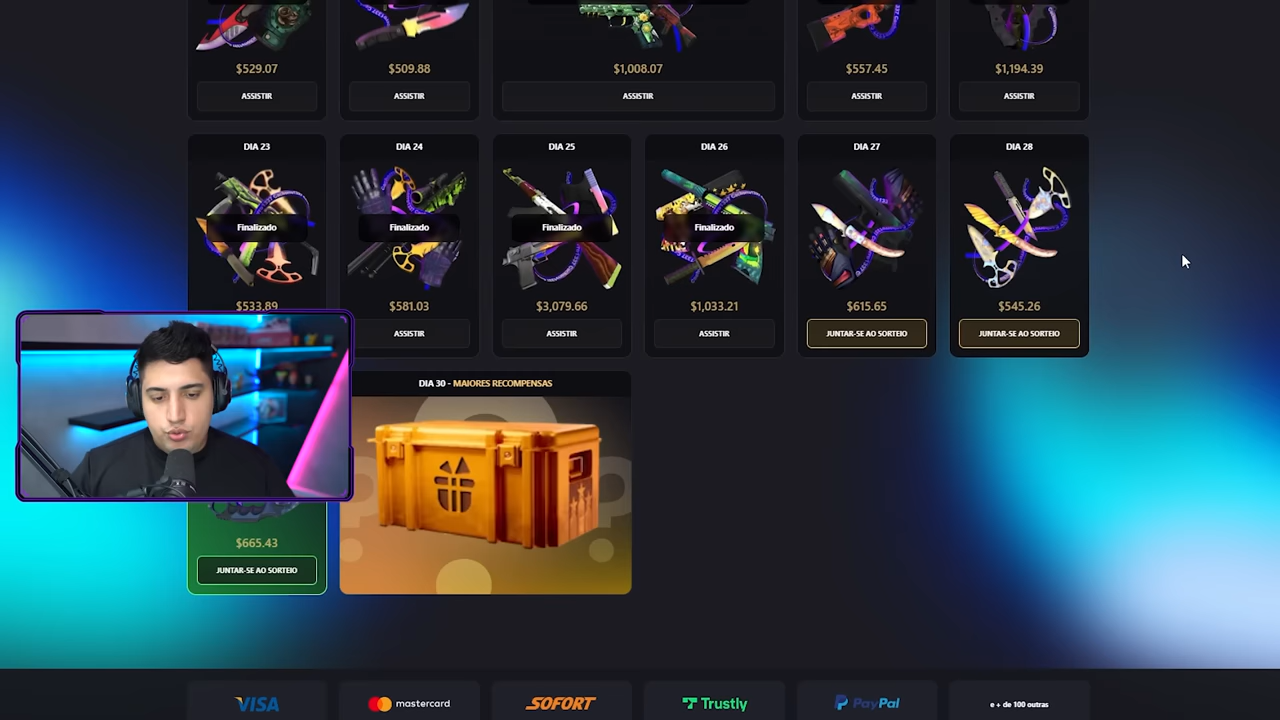 $529.07
$509.88
$1,008.07
$557.45
$1,194.39
ASSISTIR
ASSISTIR
ASSISTIR
ASSISTIR
ASSISTIR
DIA 23
DIA 24
DIA 25
DIA 26
DIA 27
DIA 28
Finalizado
Finalizado
Finalizado
Finalizado
$533.89
$581.03
$3,079.66
$1,033.21
$615.65
$545.26
ASSISTIR
ASSISTIR
ASSISTIR
JUNTAR-SE AO SORTEIO
JUNTAR-SE AO SORTEIO
DIA 30 - MAIORES RECOMPENSAS
$665.43
JUNTAR-SE AO SORTEIO
VISA
mastercard
SOFORT
Trustly
PayPal
e + de 100 outras